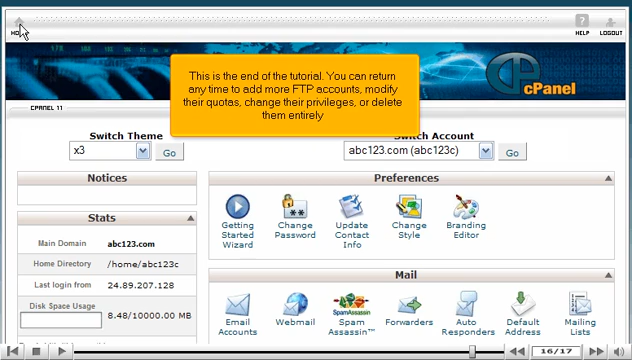 HELP
LOGOUT
cPanel
This is the end of the tutorial. You can return
any time to add more FTP accounts, modify
their quotas, change their privileges, or delete
them entirely
CPANEL 11
Switch Theme
x3
Go
Switch Account
abc123.com (abc123c)
Go
Notices
Stats
Main Domain
abc123.com
Home Directory
/home/abc123c
Last login from
24.89.207.128
Disk Space Usage
8.48/10000.00 MB
Preferences
Getting
Started
Wizard
Change
Password
Update
Contact
Info
Change
Style
Branding
Editor
Mail
Email
Accounts
Webmail
SpamAssassin
Spam
Assassin™
Forwarders
Auto
Responders
Default
Address
Mailing
Lists
16/17